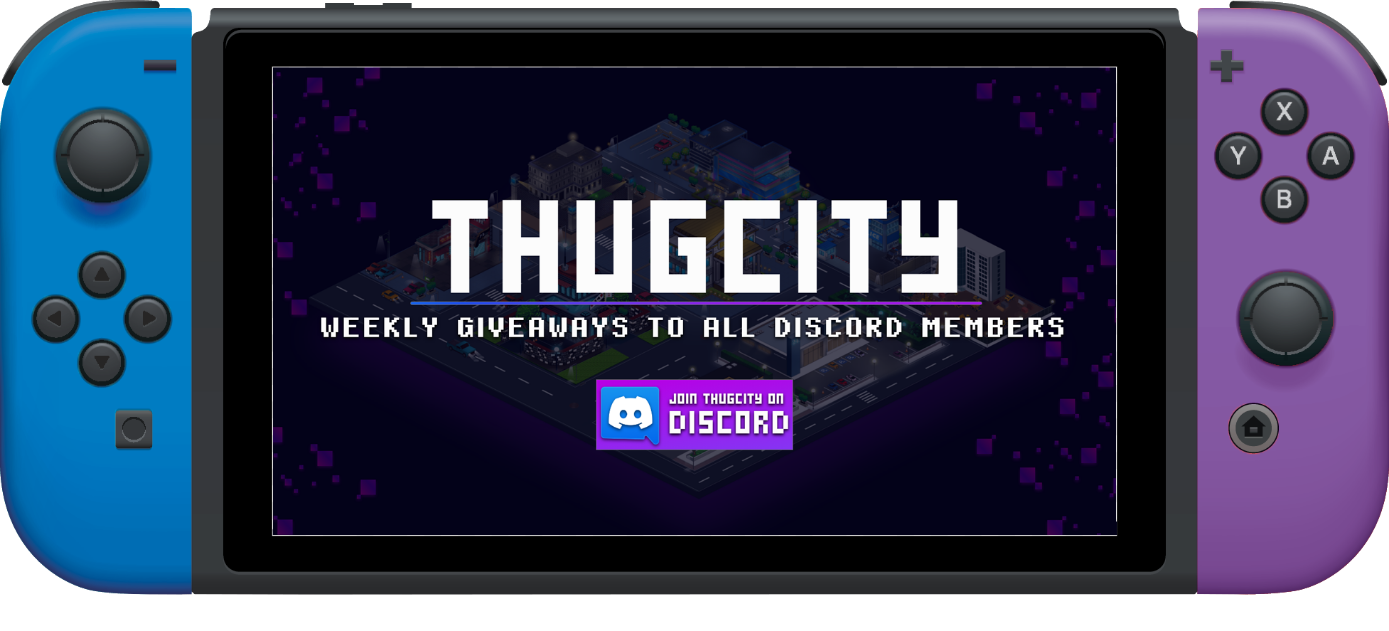 X
Y A
B
THUGCITY
WEEKLY GIVEAWAYS TO ALL DISCORD MEMBERS
JOIN THUGCITY ON
DISCORD